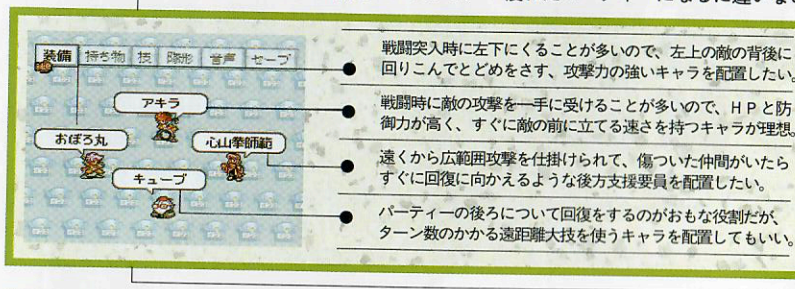 装備 持ち物 技 隊形 音声 セーブ
アキラ
おぼろ丸
心山拳師範
キューブ
戦闘突入時に左下にくることが多いので、左上の敵の背後に
回りこんでとどめをさす、攻撃力の強いキャラを配置したい。
戦闘時に敵の攻撃を一手に受けることが多いので、HPと防
御力が高く、すぐに敵の前に立てる速さを持つキャラが理想。
遠くから広範囲攻撃を仕掛けられて、傷ついた仲間がいたら
すぐに回復に向かえるような後方支援要員を配置したい。
パーティーの後ろについて回復をするのがおもな役割だが、
ターン数のかかる遠距離大技を使うキャラを配置してもいい。